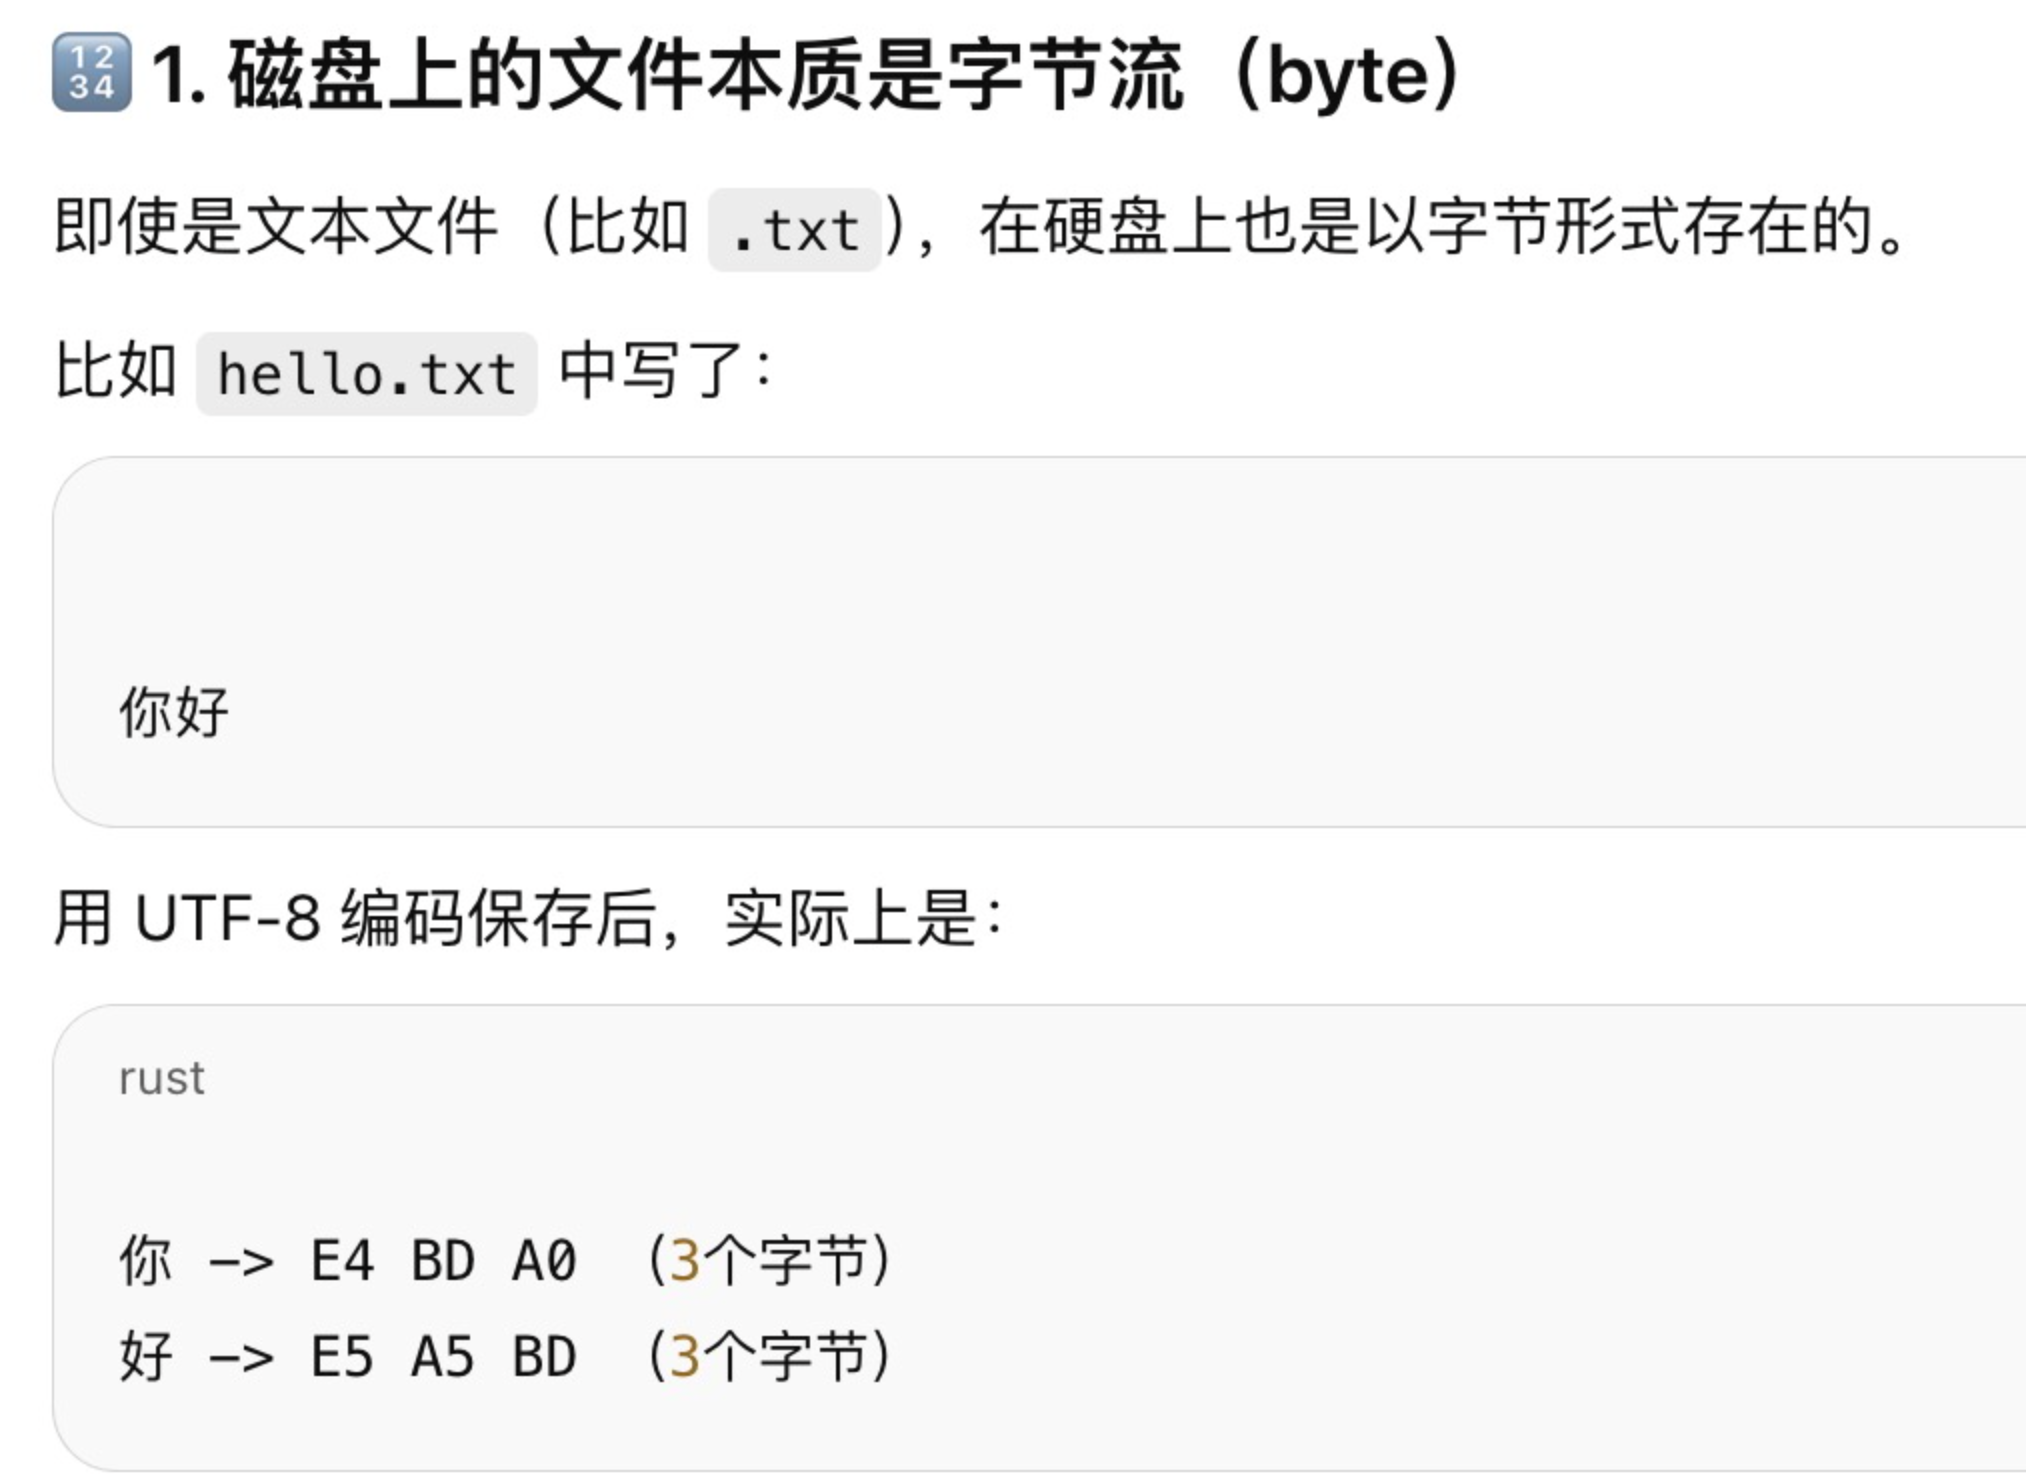 🔢 1. 磁盘上的文件本质是字节流（byte）
即使是文本文件（比如 .txt），在硬盘上也是以字节形式存在的。
比如 hello.txt 中写了：
你好
用 UTF-8 编码保存后，实际上是：
rust
你 -> E4 BD A0 （3个字节）
好 -> E5 A5 BD （3个字节）